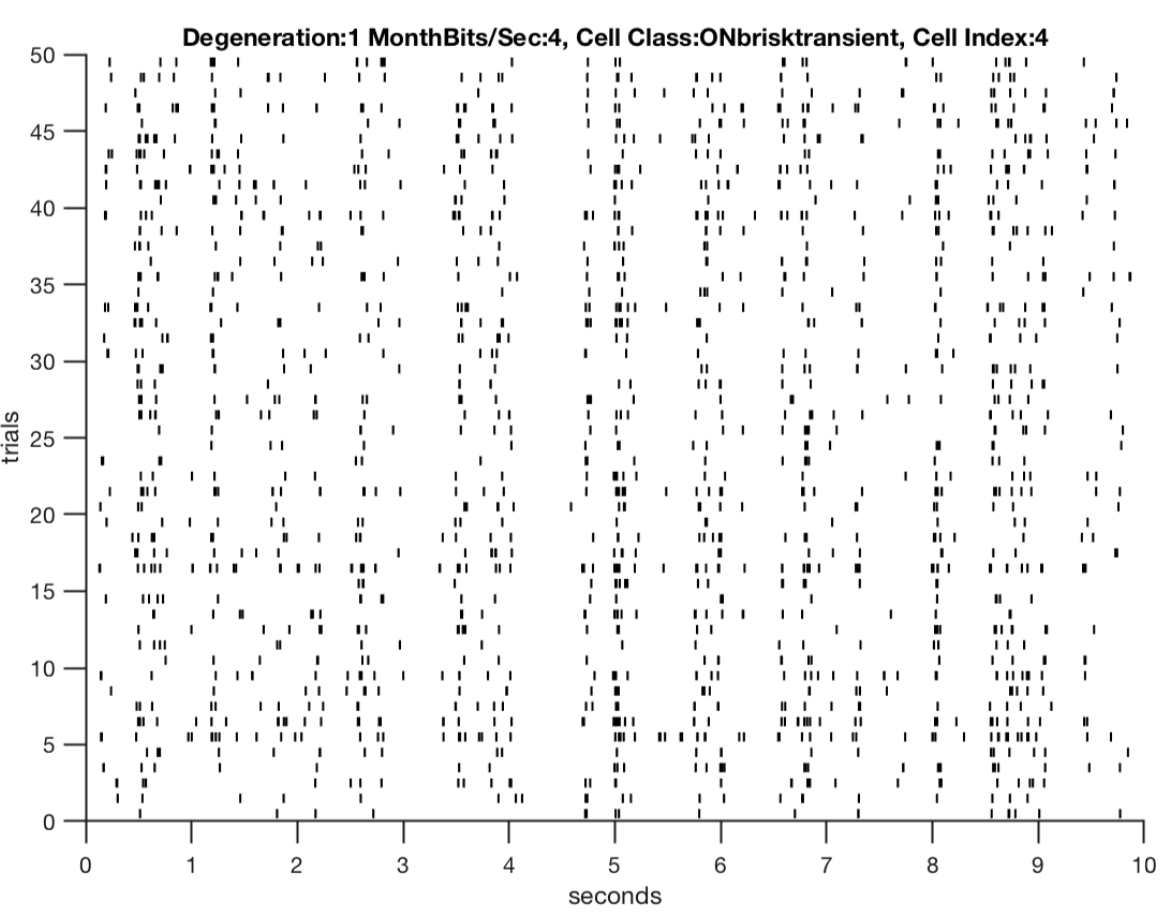 Degeneration:1 MonthBits/Sec:4, Cell Class:ONbrisktransient, Cell Index:4
50
45
40
35
30
25
20
15
10
5
0
trials
0 1 2 3 4 5 6 7 8 9 10
seconds